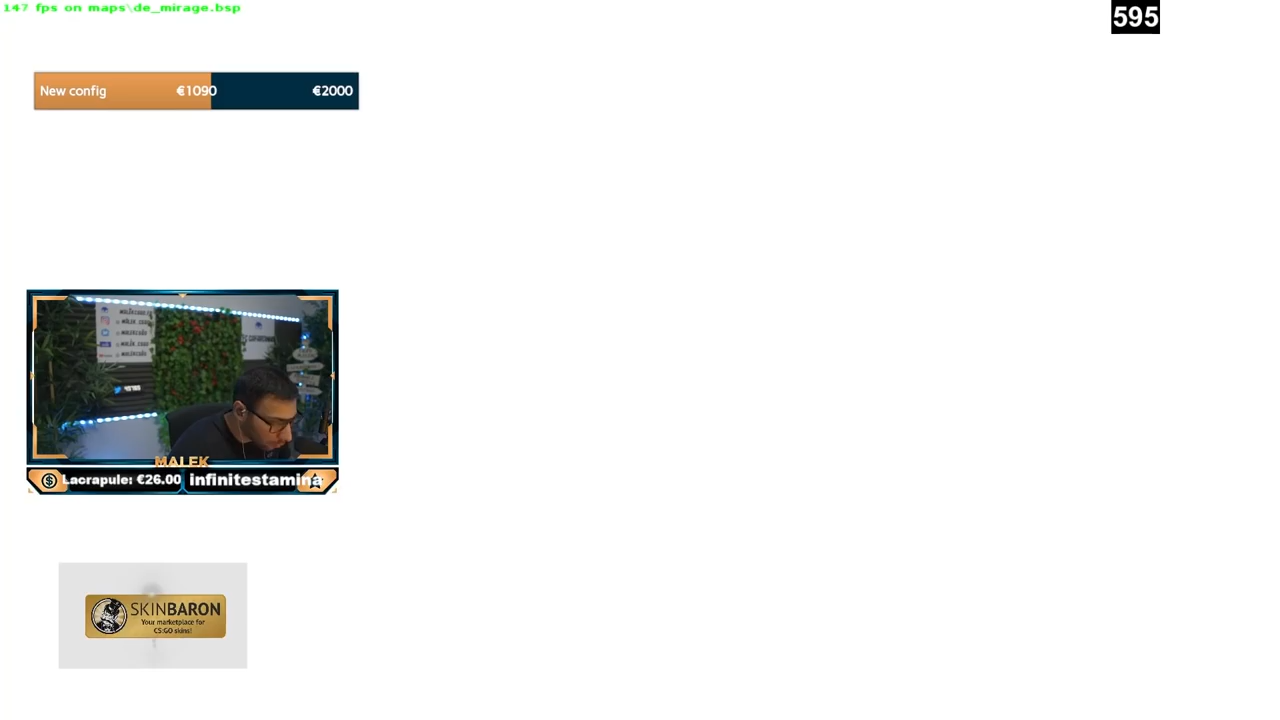 147 fps on maps\de_mirage.bsp
595
New config €1090 €2000
MALEK
Lacrapule: €26.00 infinitestamina
SKINBARON
Your marketplace for
CS:GO skins!